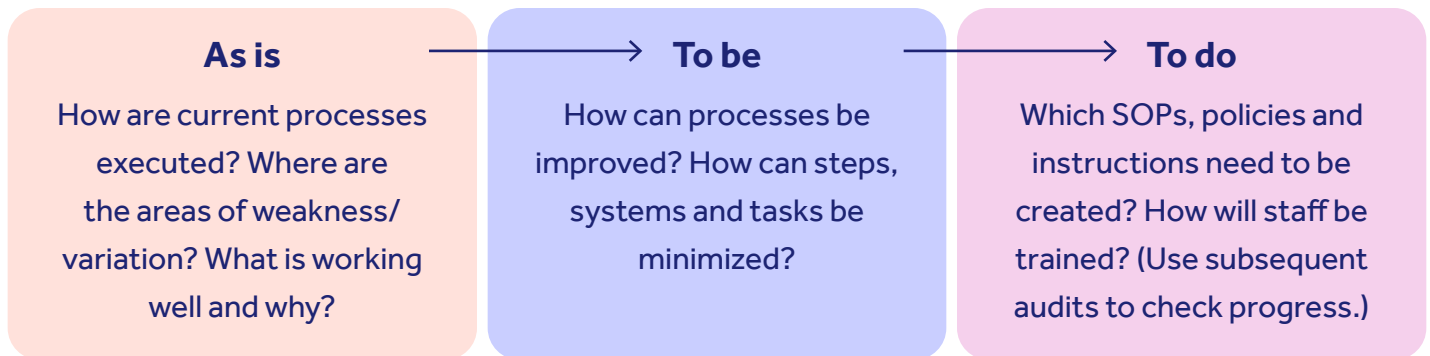 As is
How are current processes
executed? Where are
the areas of weakness/
variation? What is working
well and why?
To be
How can processes be
improved? How can steps,
systems and tasks be
minimized?
To do
Which SOPs, policies and
instructions need to be
created? How will staff be
trained? (Use subsequent
audits to check progress.)